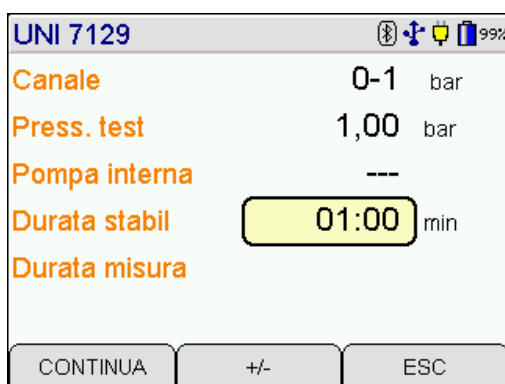 UNI 7129 99%
Canale 0-1 bar
Press. test 1,00 bar
Pompa interna ---
Durata stabil 01:00 min
Durata misura
CONTINUA +/- ESC